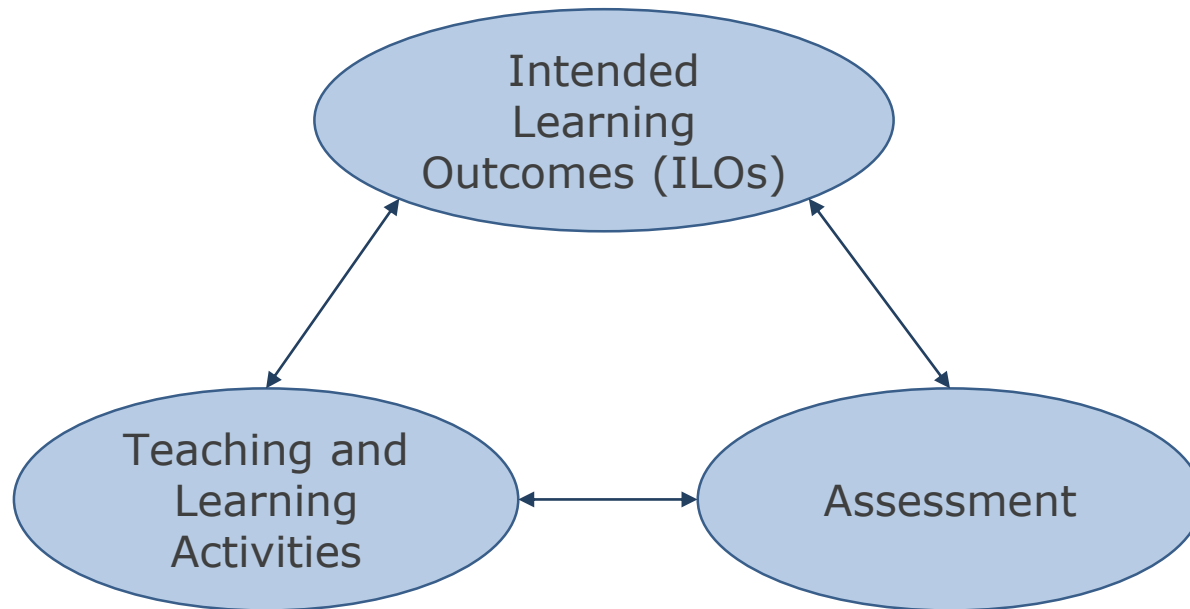 Intended
Learning
Outcomes (ILOs)
Teaching and
Learning
Activities
Assessment